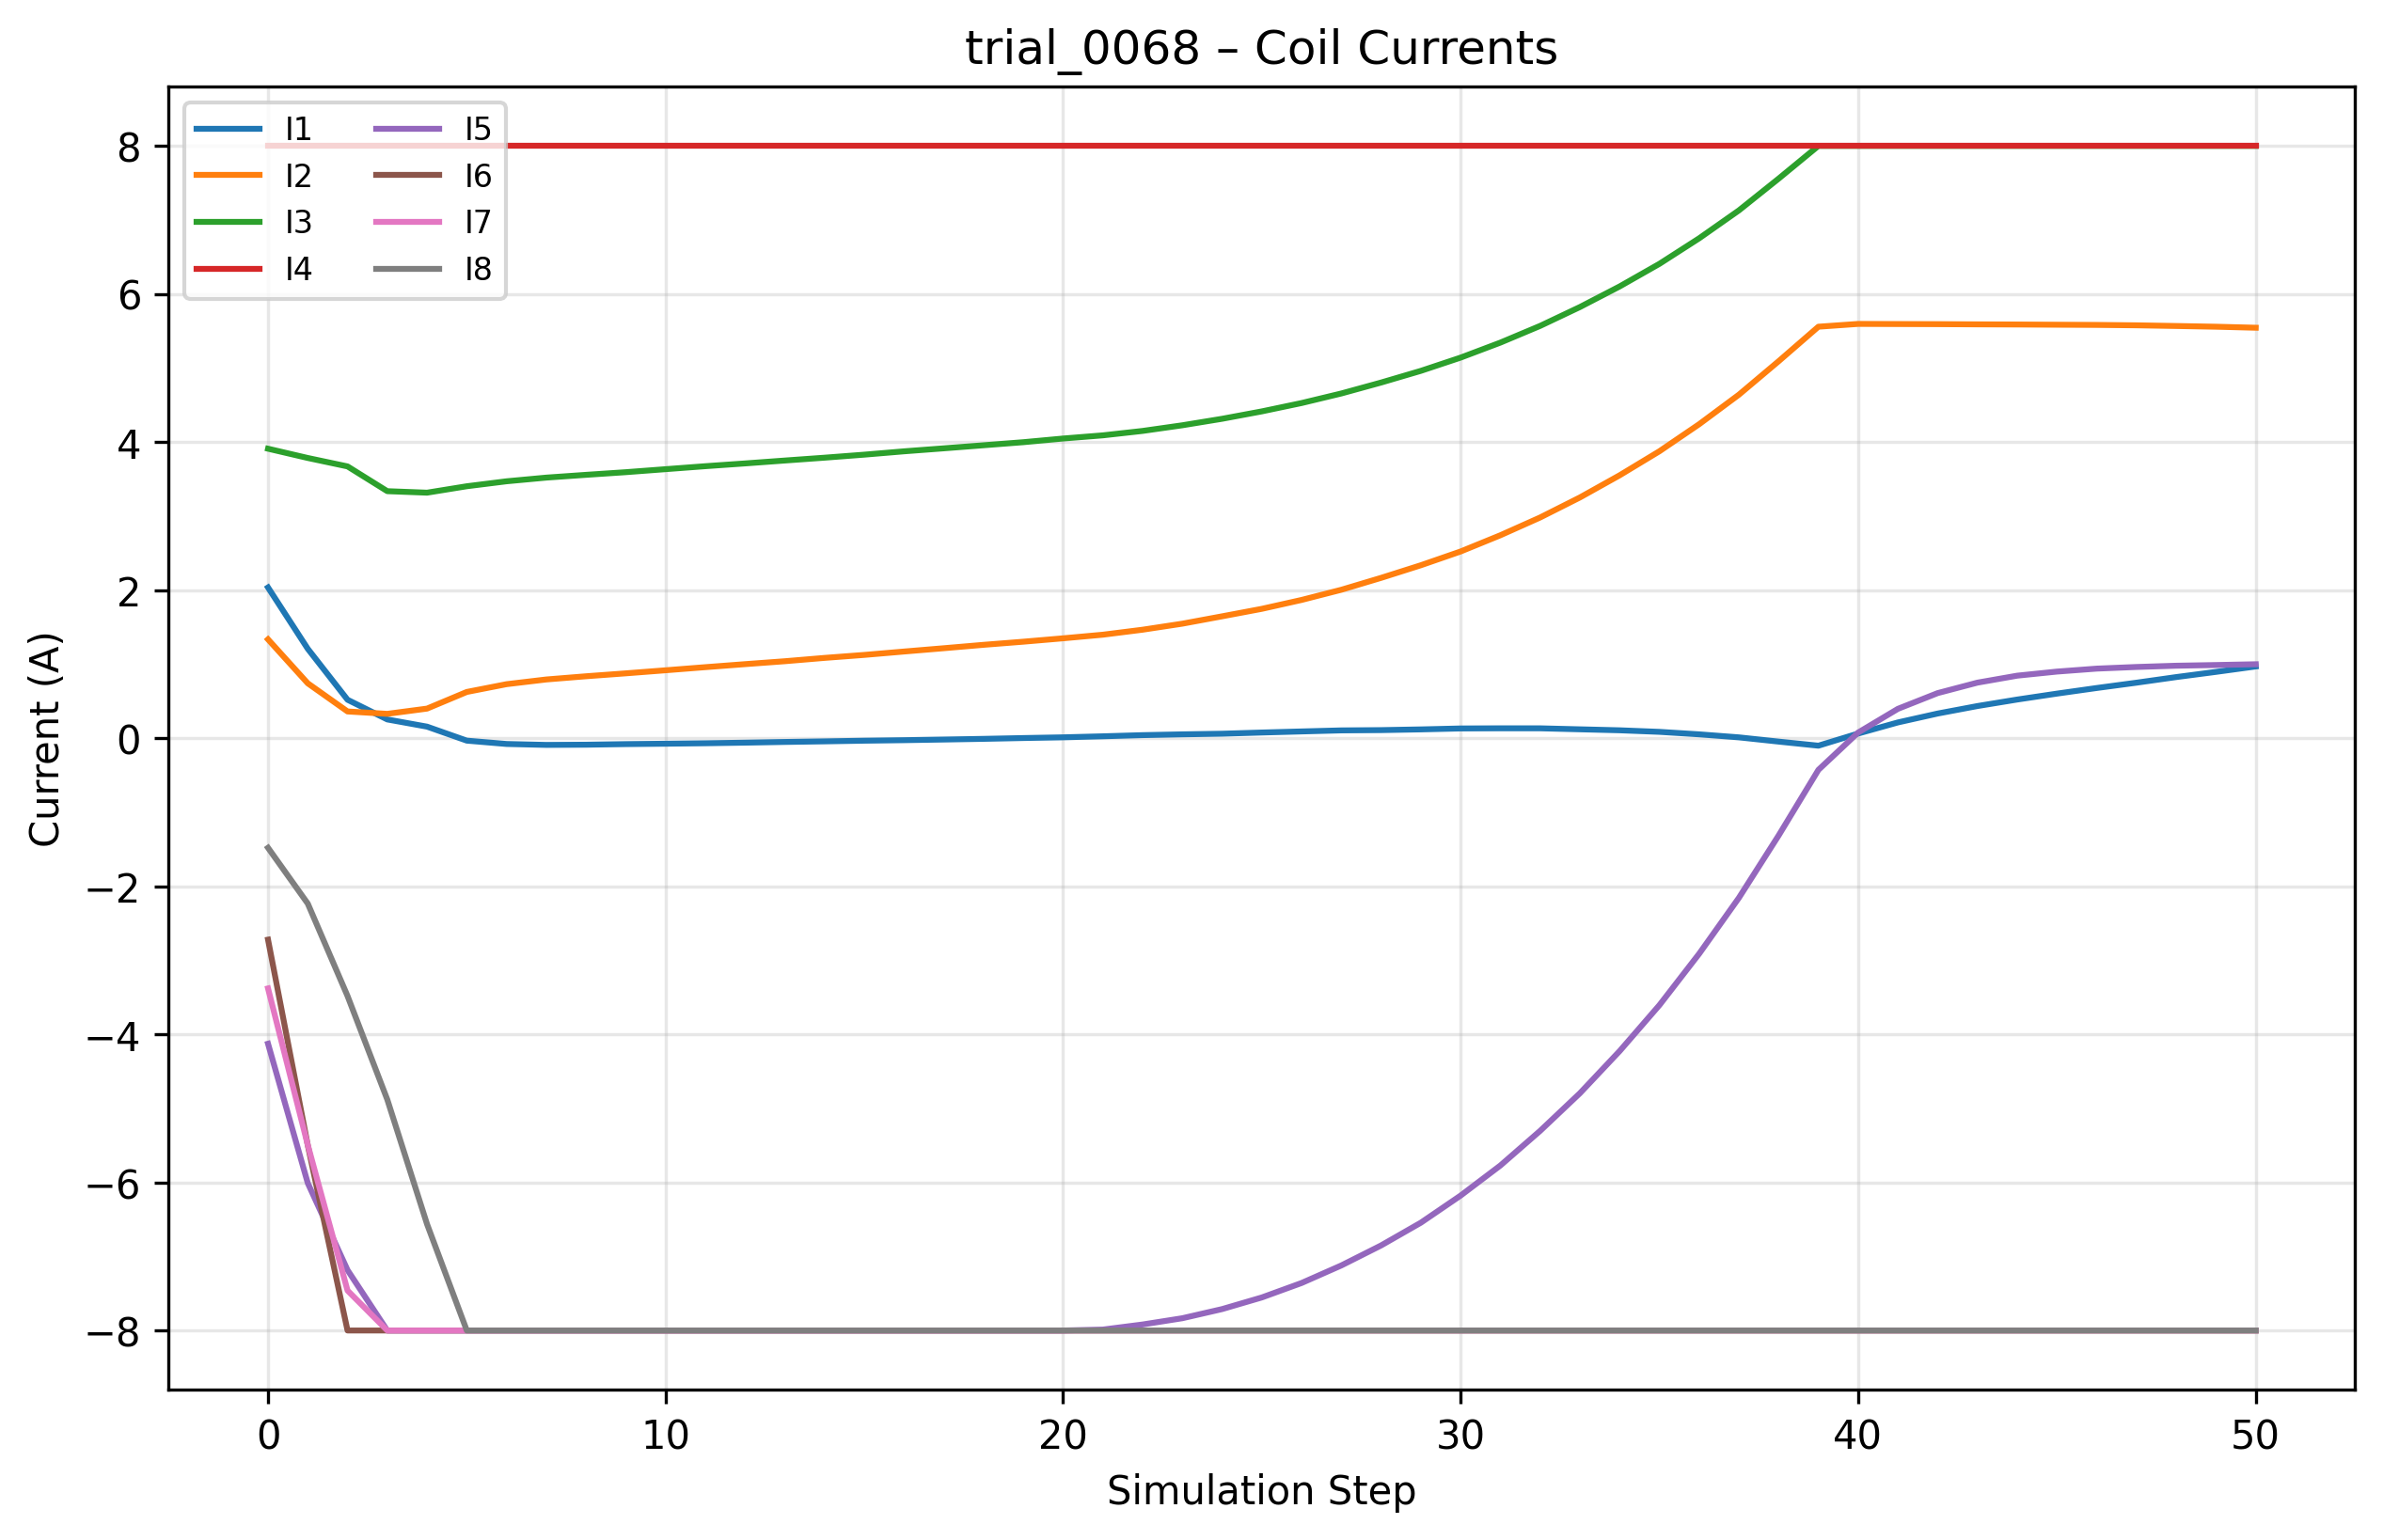 trial_0068 – Coil Currents
I1 I5
I2 I6
I3 I7
I4 I8
Current (A)
8
6
4
2
0
−2
−4
−6
−8
0 10 20 30 40 50
Simulation Step